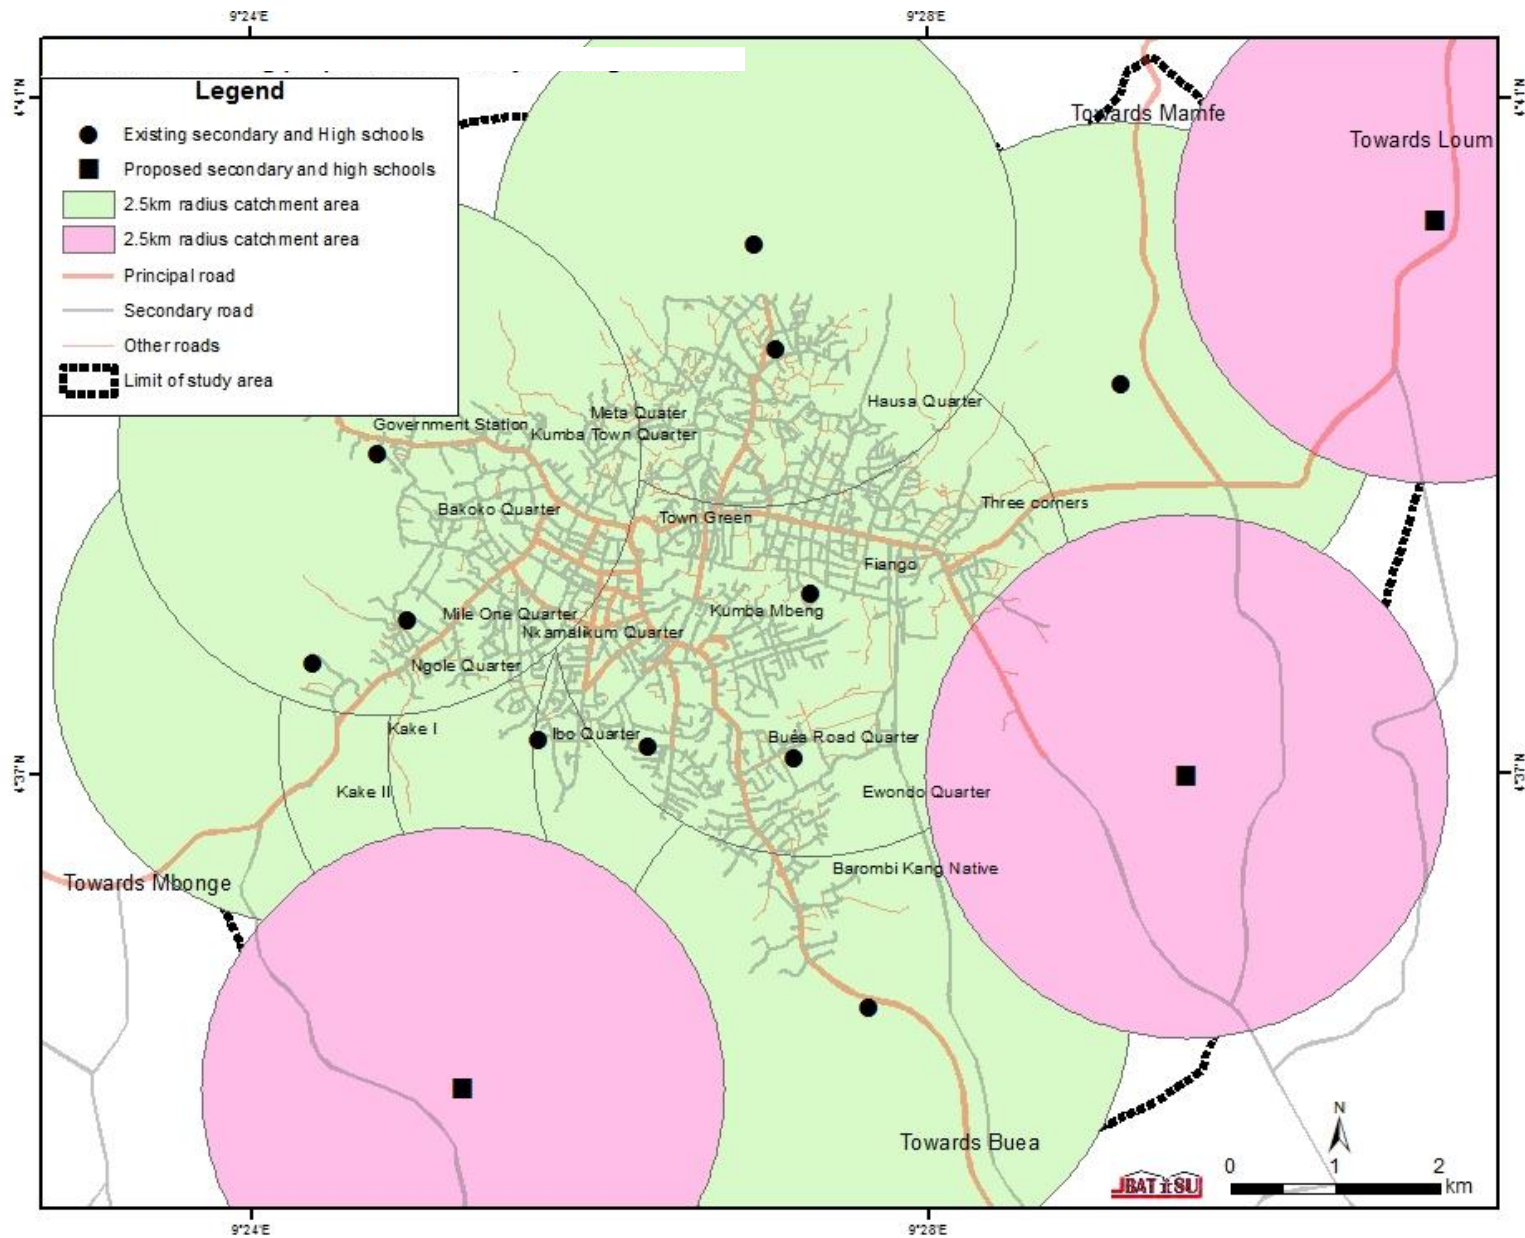 9°24'E
9°28'E
4°41'N
4°41'N
Legend
Existing secondary and High schools
Proposed secondary and high schools
2.5km radius catchment area
2.5km radius catchment area
Principal road
Secondary road
Other roads
Limit of study area
Towards Mamfe
Towards Loum
Hausa Quarter
Meta Quater
Government Station
Kumba Town Quarter
Three corners
Bakoko Quarter
Town Green
Fiango
Kumba Mbeng
Mile One Quarter
Nkamalikum Quarter
Ngole Quarter
Kake I
Ibo Quarter
Buea Road Quarter
4°37'N
4°37'N
Kake II
Ewondo Quarter
Barombi Kang Native
Towards Mbonge
Towards Buea
N
0 1 2
km
9°24'E
9°28'E